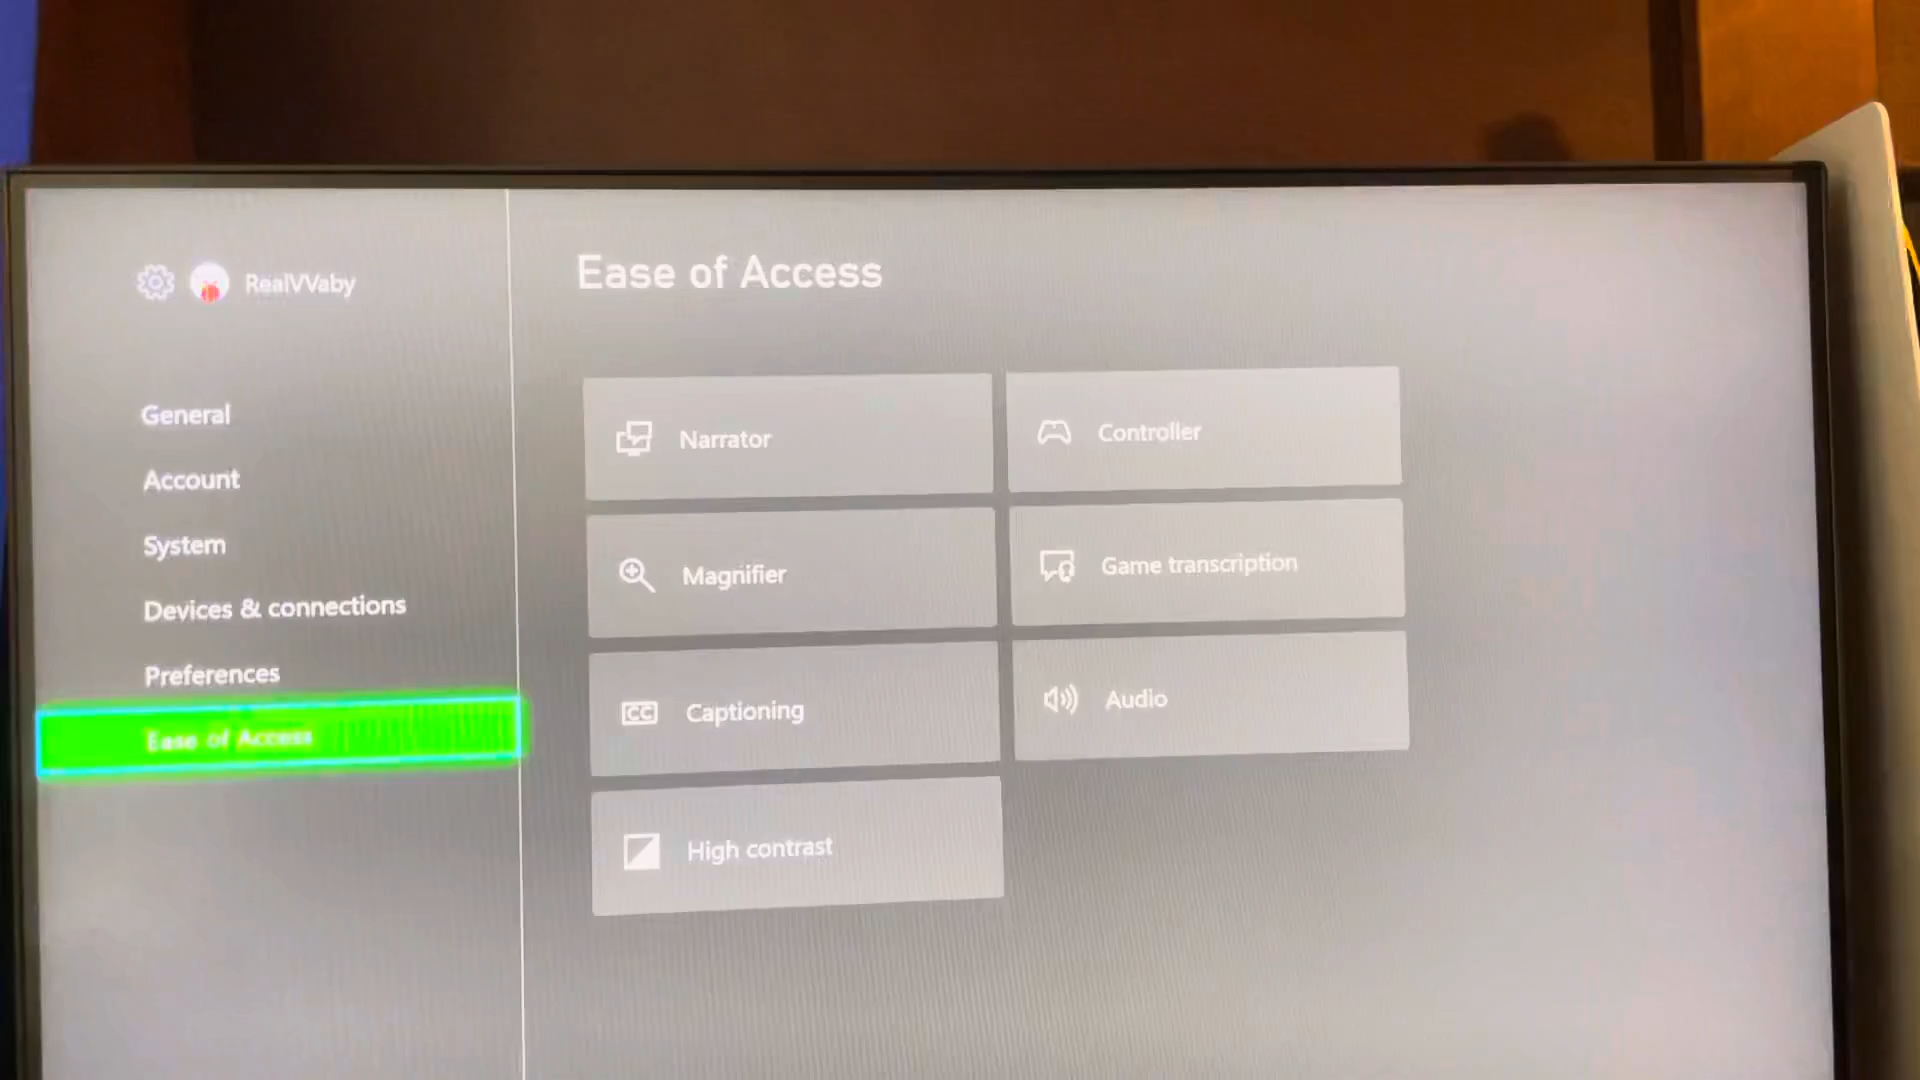 RealVVaby
General
Account
System
Devices & connections
Preferences
Ease of Access
Ease of Access
Narrator
Controller
Magnifier
Game transcription
CC
Captioning
Audio
High contrast